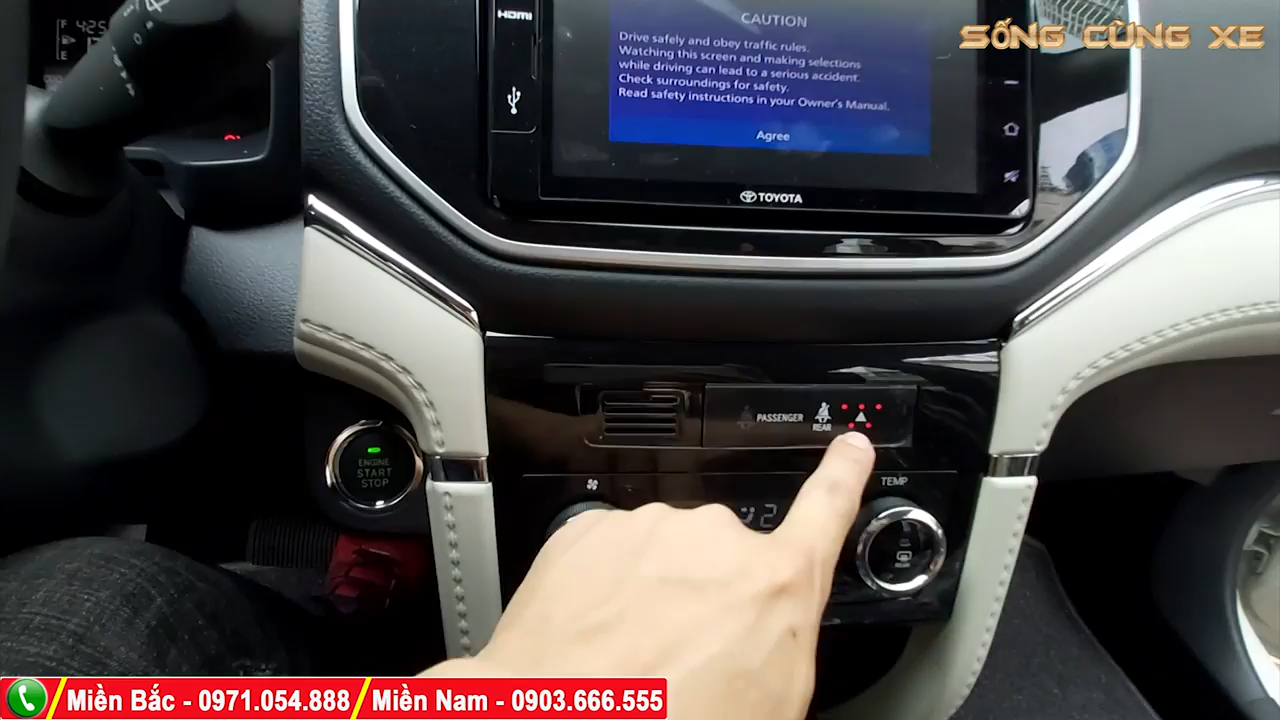 SỐNG CÙNG XE
HDMI
CAUTION
Drive safely and obey traffic rules.
Watching this screen and making selections
while driving can lead to a serious accident.
Check surroundings for safety.
Read safety instructions in your Owner's Manual.
Agree
TOYOTA
F
E
PASSENGER
REAR
ENGINE
START
STOP
TEMP
2
REAR
Miền Bắc - 0971.054.888 Miền Nam - 0903.666.555